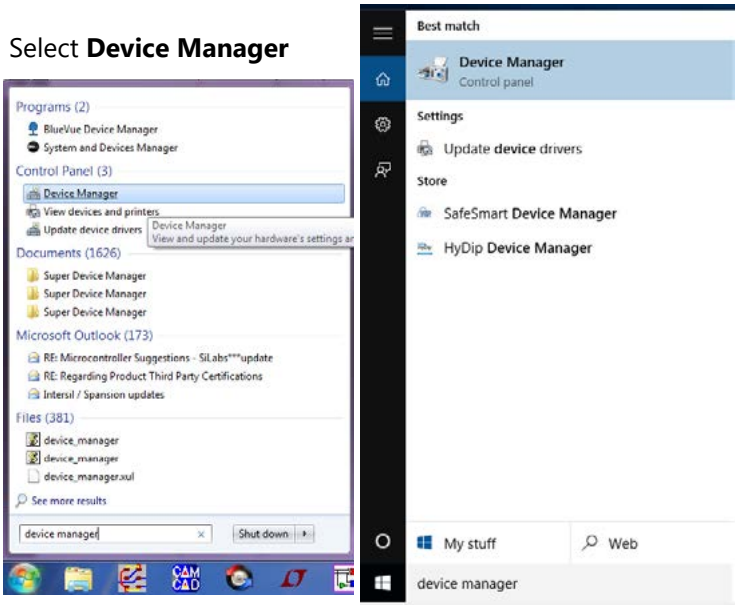 Select Device Manager
Programs (2)
BlueVue Device Manager
System and Devices Manager
Control Panel (3)
Device Manager
View devices and printers
Update device drivers
Device Manager
View and update your hardware's settings ar
Documents (1626)
Super Device Manager
Super Device Manager
Super Device Manager
Microsoft Outlook (173)
RE: Microcontroller Suggestions - SiLabs***update
RE: Regarding Product Third Party Certifications
Intersil / Spansion updates
Files (381)
device_manager
device_manager
device_manager.xul
See more results
device manager
Shut down
CAM
CAD
Best match
Device Manager
Control panel
Settings
Update device drivers
Store
SafeSmart Device Manager
HyDip Device Manager
My stuff
Web
device manager